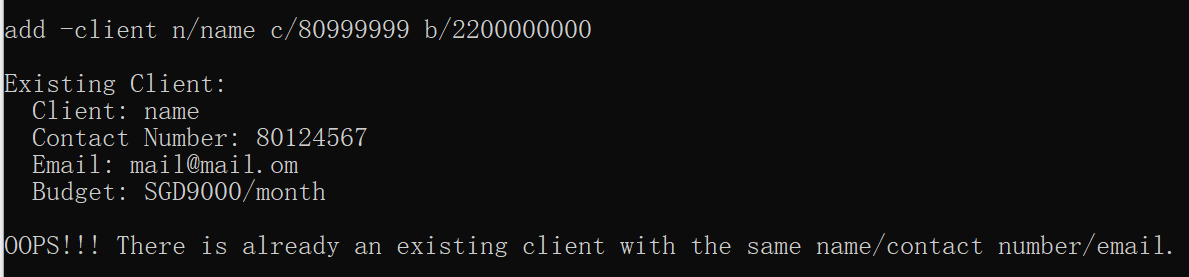 add -client n/name c/80999999 b/2200000000
Existing Client:
Client: name
Contact Number: 80124567
Email: mail@mail.om
Budget: SGD9000/month
OOPS!!! There is already an existing client with the same name/contact number/email.